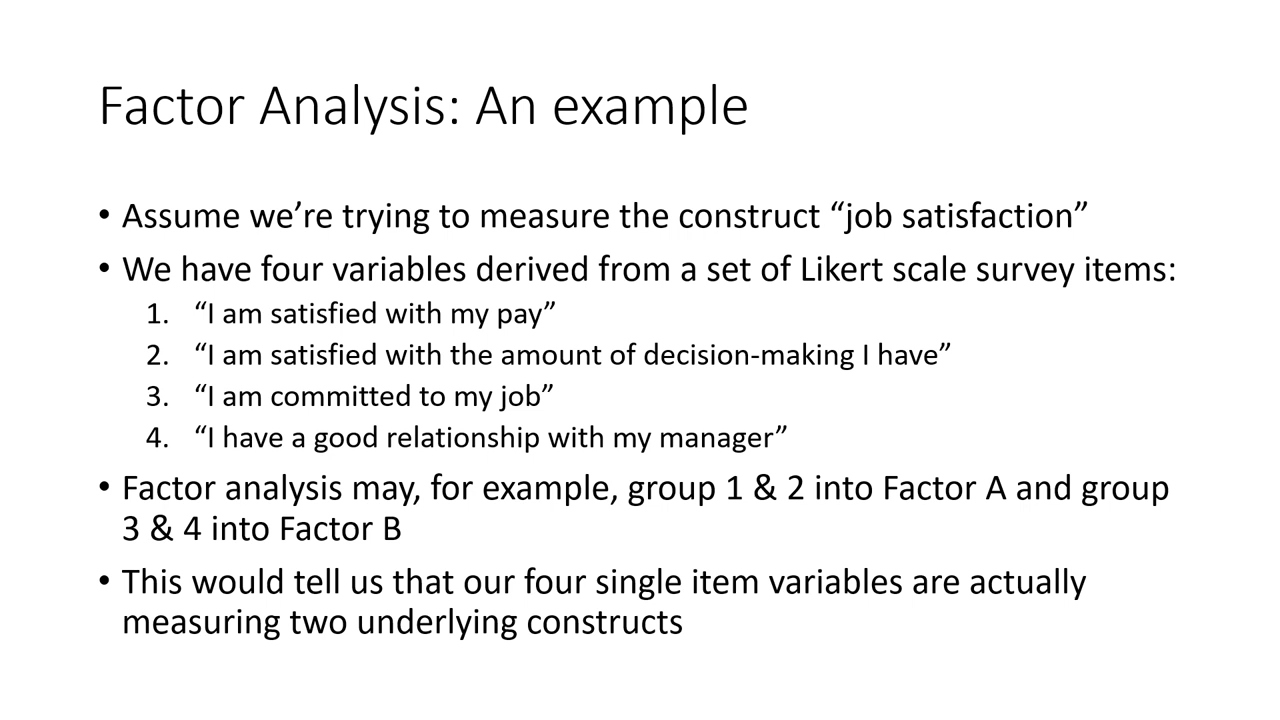 Factor Analysis: An example
• Assume we’re trying to measure the construct “job satisfaction”
• We have four variables derived from a set of Likert scale survey items:
1. “I am satisfied with my pay”
2. “I am satisfied with the amount of decision-making I have”
3. “I am committed to my job”
4. “I have a good relationship with my manager”
• Factor analysis may, for example, group 1 & 2 into Factor A and group
3 & 4 into Factor B
• This would tell us that our four single item variables are actually
measuring two underlying constructs